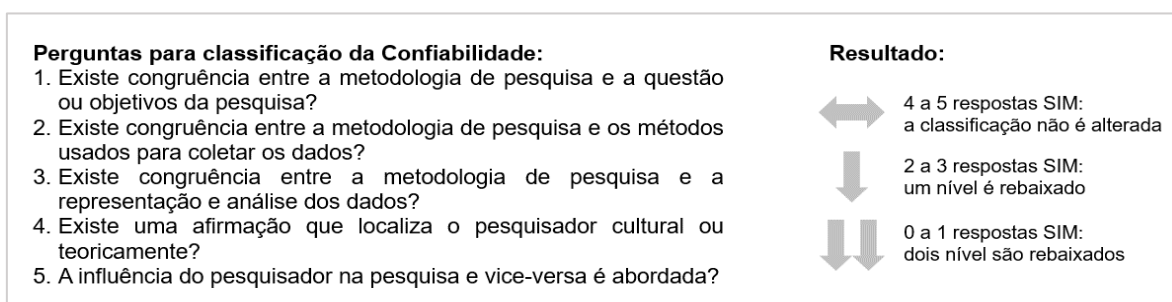 Perguntas para classificação da Confiabilidade:
1. Existe congruência entre a metodologia de pesquisa e a questão
ou objetivos da pesquisa?
2. Existe congruência entre a metodologia de pesquisa e os métodos
usados para coletar os dados?
3. Existe congruência entre a metodologia de pesquisa e a
representação e análise dos dados?
4. Existe uma afirmação que localiza o pesquisador cultural ou
teoricamente?
5. A influência do pesquisador na pesquisa e vice-versa é abordada?
Resultado:
4 a 5 respostas SIM:
a classificação não é alterada
2 a 3 respostas SIM:
um nível é rebaixado
0 a 1 respostas SIM:
dois nível são rebaixados